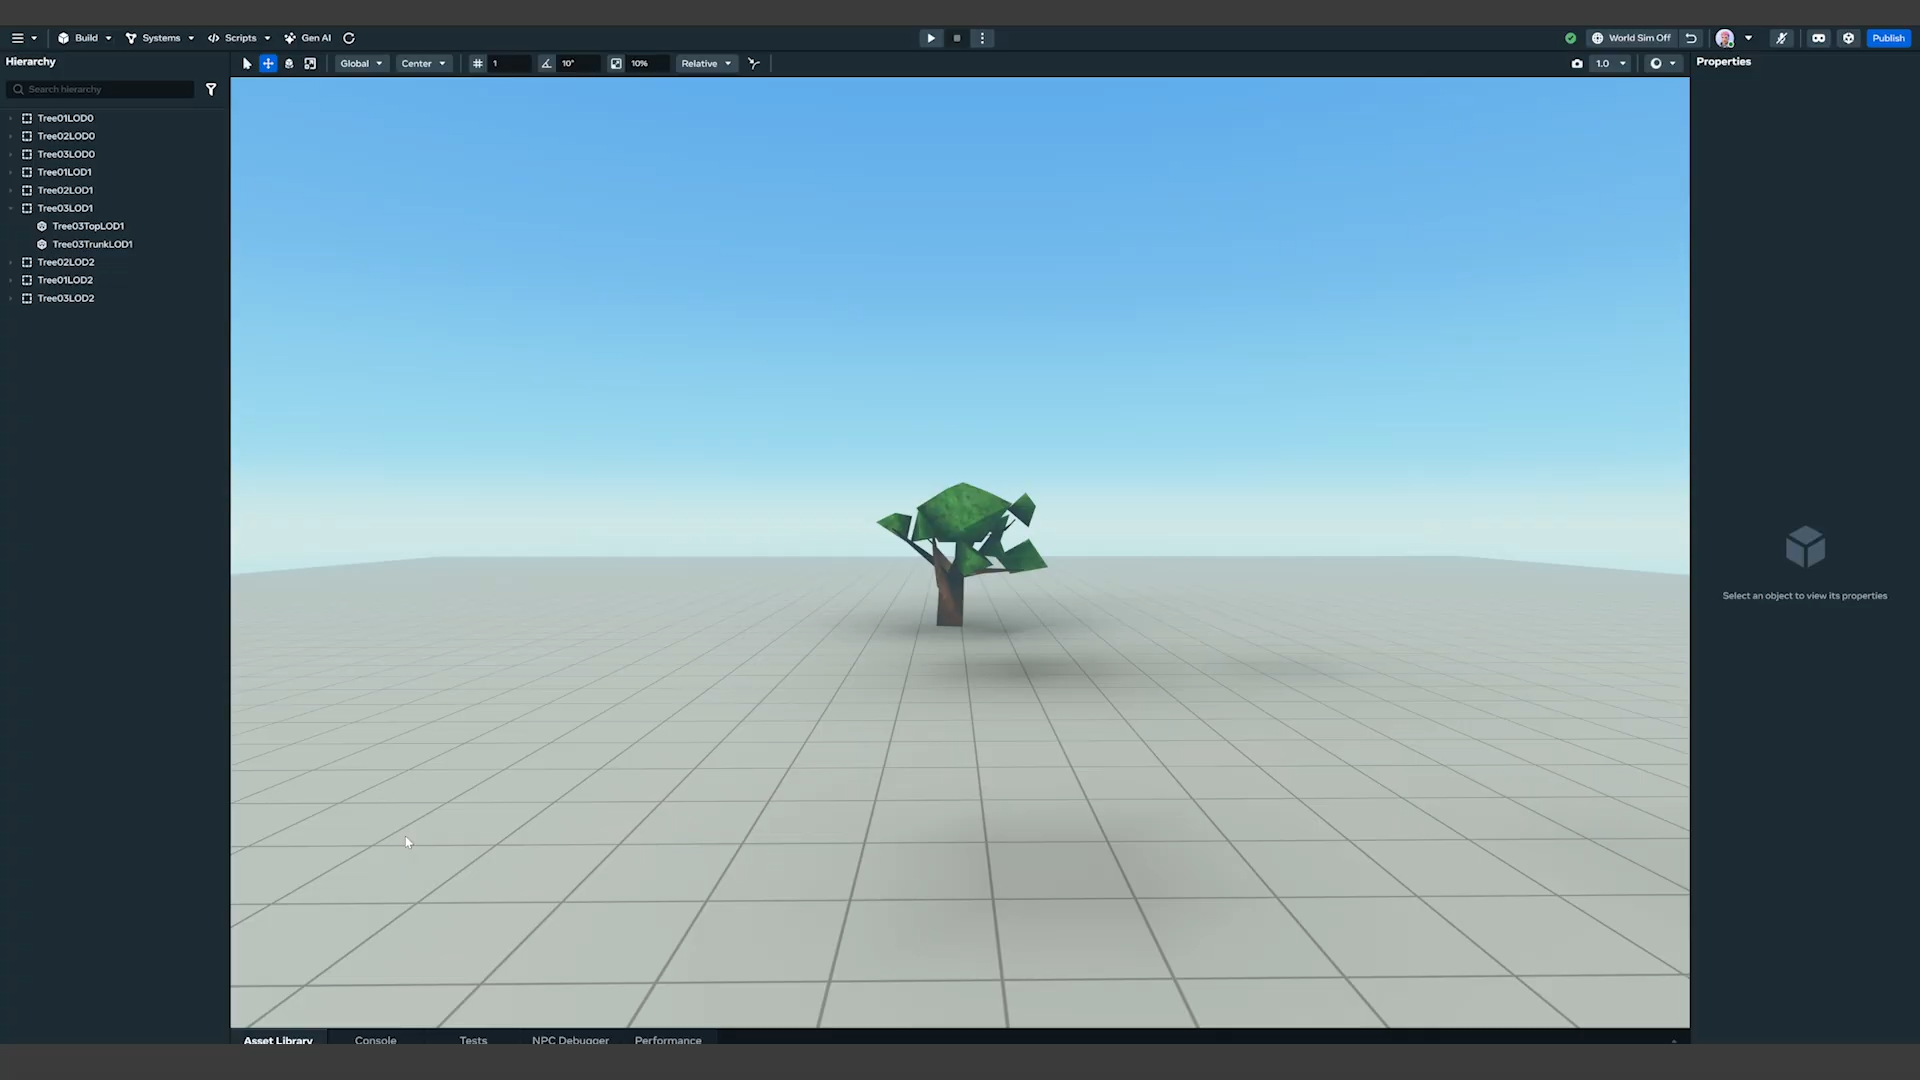 Build
Systems
Scripts
Gen AI
World Sim Off
Publish
Hierarchy
Global
Center
1
10°
10%
Relative
1.0
Properties
Search hierarchy
Tree01LOD0
Tree02LOD0
Tree03LOD0
Tree01LOD1
Tree02LOD1
Tree03LOD1
Tree03TopLOD1
Tree03TrunkLOD1
Tree02LOD2
Tree01LOD2
Tree03LOD2
Select an object to view its properties
Asset Library
Console
Tests
NPC Debugger
Performance